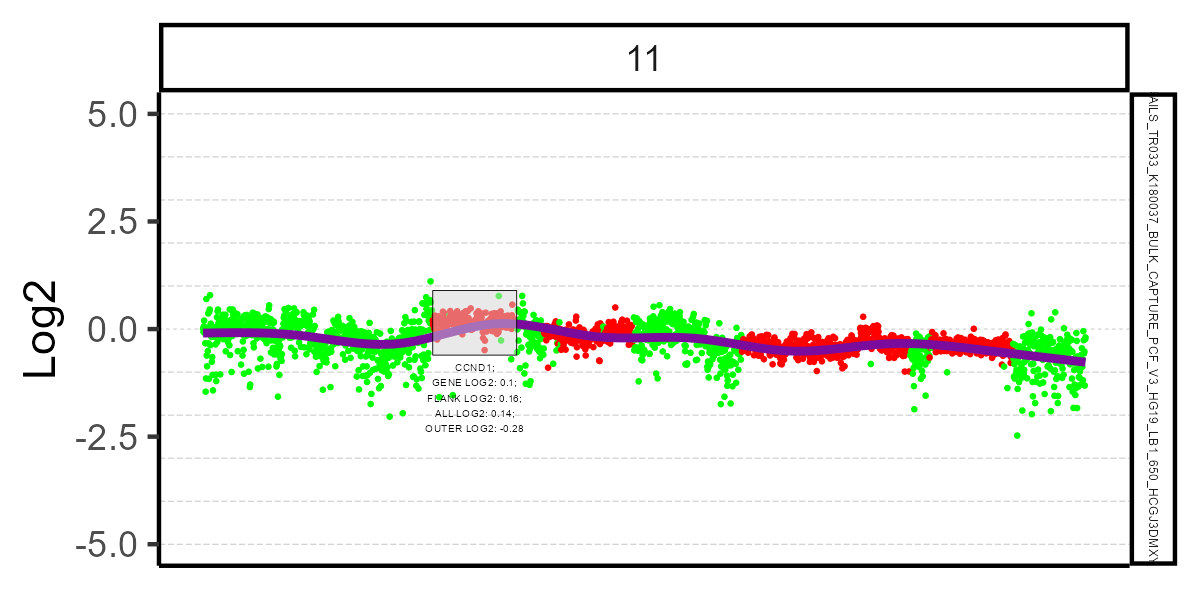 11
5.0
2.5
0.0
-2.5
-5.0
Log2
CCND1;
GENE LOG2: 0.1;
FLANK LOG2: 0.16;
ALL LOG2: 0.14;
OUTER LOG2: -0.28
AILS_TR033_K180037_BULK_CAPTURE_PCF_V3_HG19_LB1_650_HCGJ3DMXY